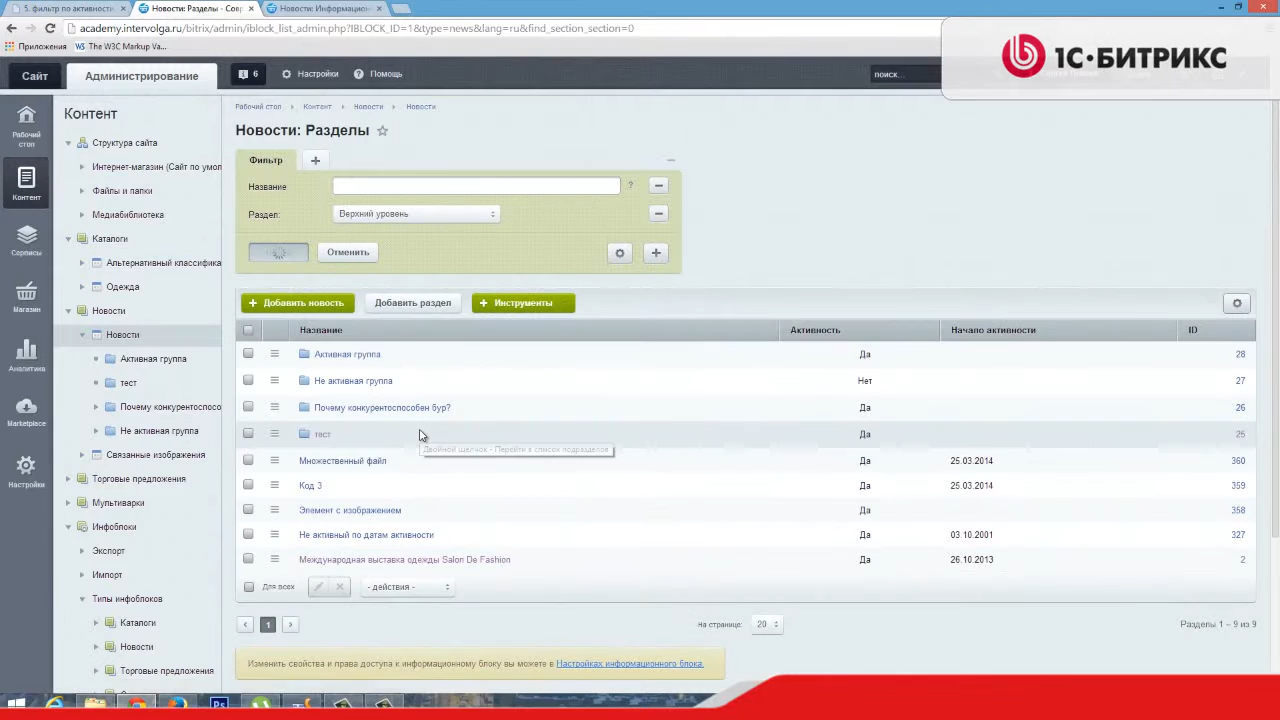 5. фильтр по активности
Новости: Разделы - Совр
Новости: Информацион
academy.intervolga.ru/bitrix/admin/iblock_list_admin.php?IBLOCK_ID=1&type=news&lang=ru&find_section_section=0
Приложения
The W3C Markup Va...
1С·БИТРИКС
Сайт
Администрирование
6
Настройки
Помощь
поиск...
Рабочий стол
Контент
Сервисы
Магазин
Аналитика
Marketplace
Настройки
Контент
Структура сайта
Интернет-магазин (Сайт по умол
Файлы и папки
Медиабиблиотека
Каталоги
Альтернативный классифика
Одежда
Новости
Новости
Активная группа
тест
Почему конкурентоспосо
Не активная группа
Связанные изображения
Торговые предложения
Мультиварки
Инфоблоки
Экспорт
Импорт
Типы инфоблоков
Каталоги
Новости
Торговые предложения
Рабочий стол Контент Новости Новости
Новости: Разделы
Фильтр
Название
?
Раздел: Верхний уровень
Отменить
Добавить новость Добавить раздел Инструменты
Название Активность Начало активности ID
Активная группа Да 28
Не активная группа Нет 27
Почему конкурентоспособен бур? Да 26
тест Да 25
Двойной щелчок - Перейти в список подразделов
Множественный файл Да 25.03.2014 360
Код 3 Да 25.03.2014 359
Элемент с изображением Да 358
Не активный по датам активности Да 03.10.2001 327
Международная выставка одежды Salon De Fashion Да 26.10.2013 2
Для всех - действия -
1
на странице: 20
Разделы 1 – 9 из 9
Изменить свойства и права доступа к информационному блоку вы можете в Настройках информационного блока.